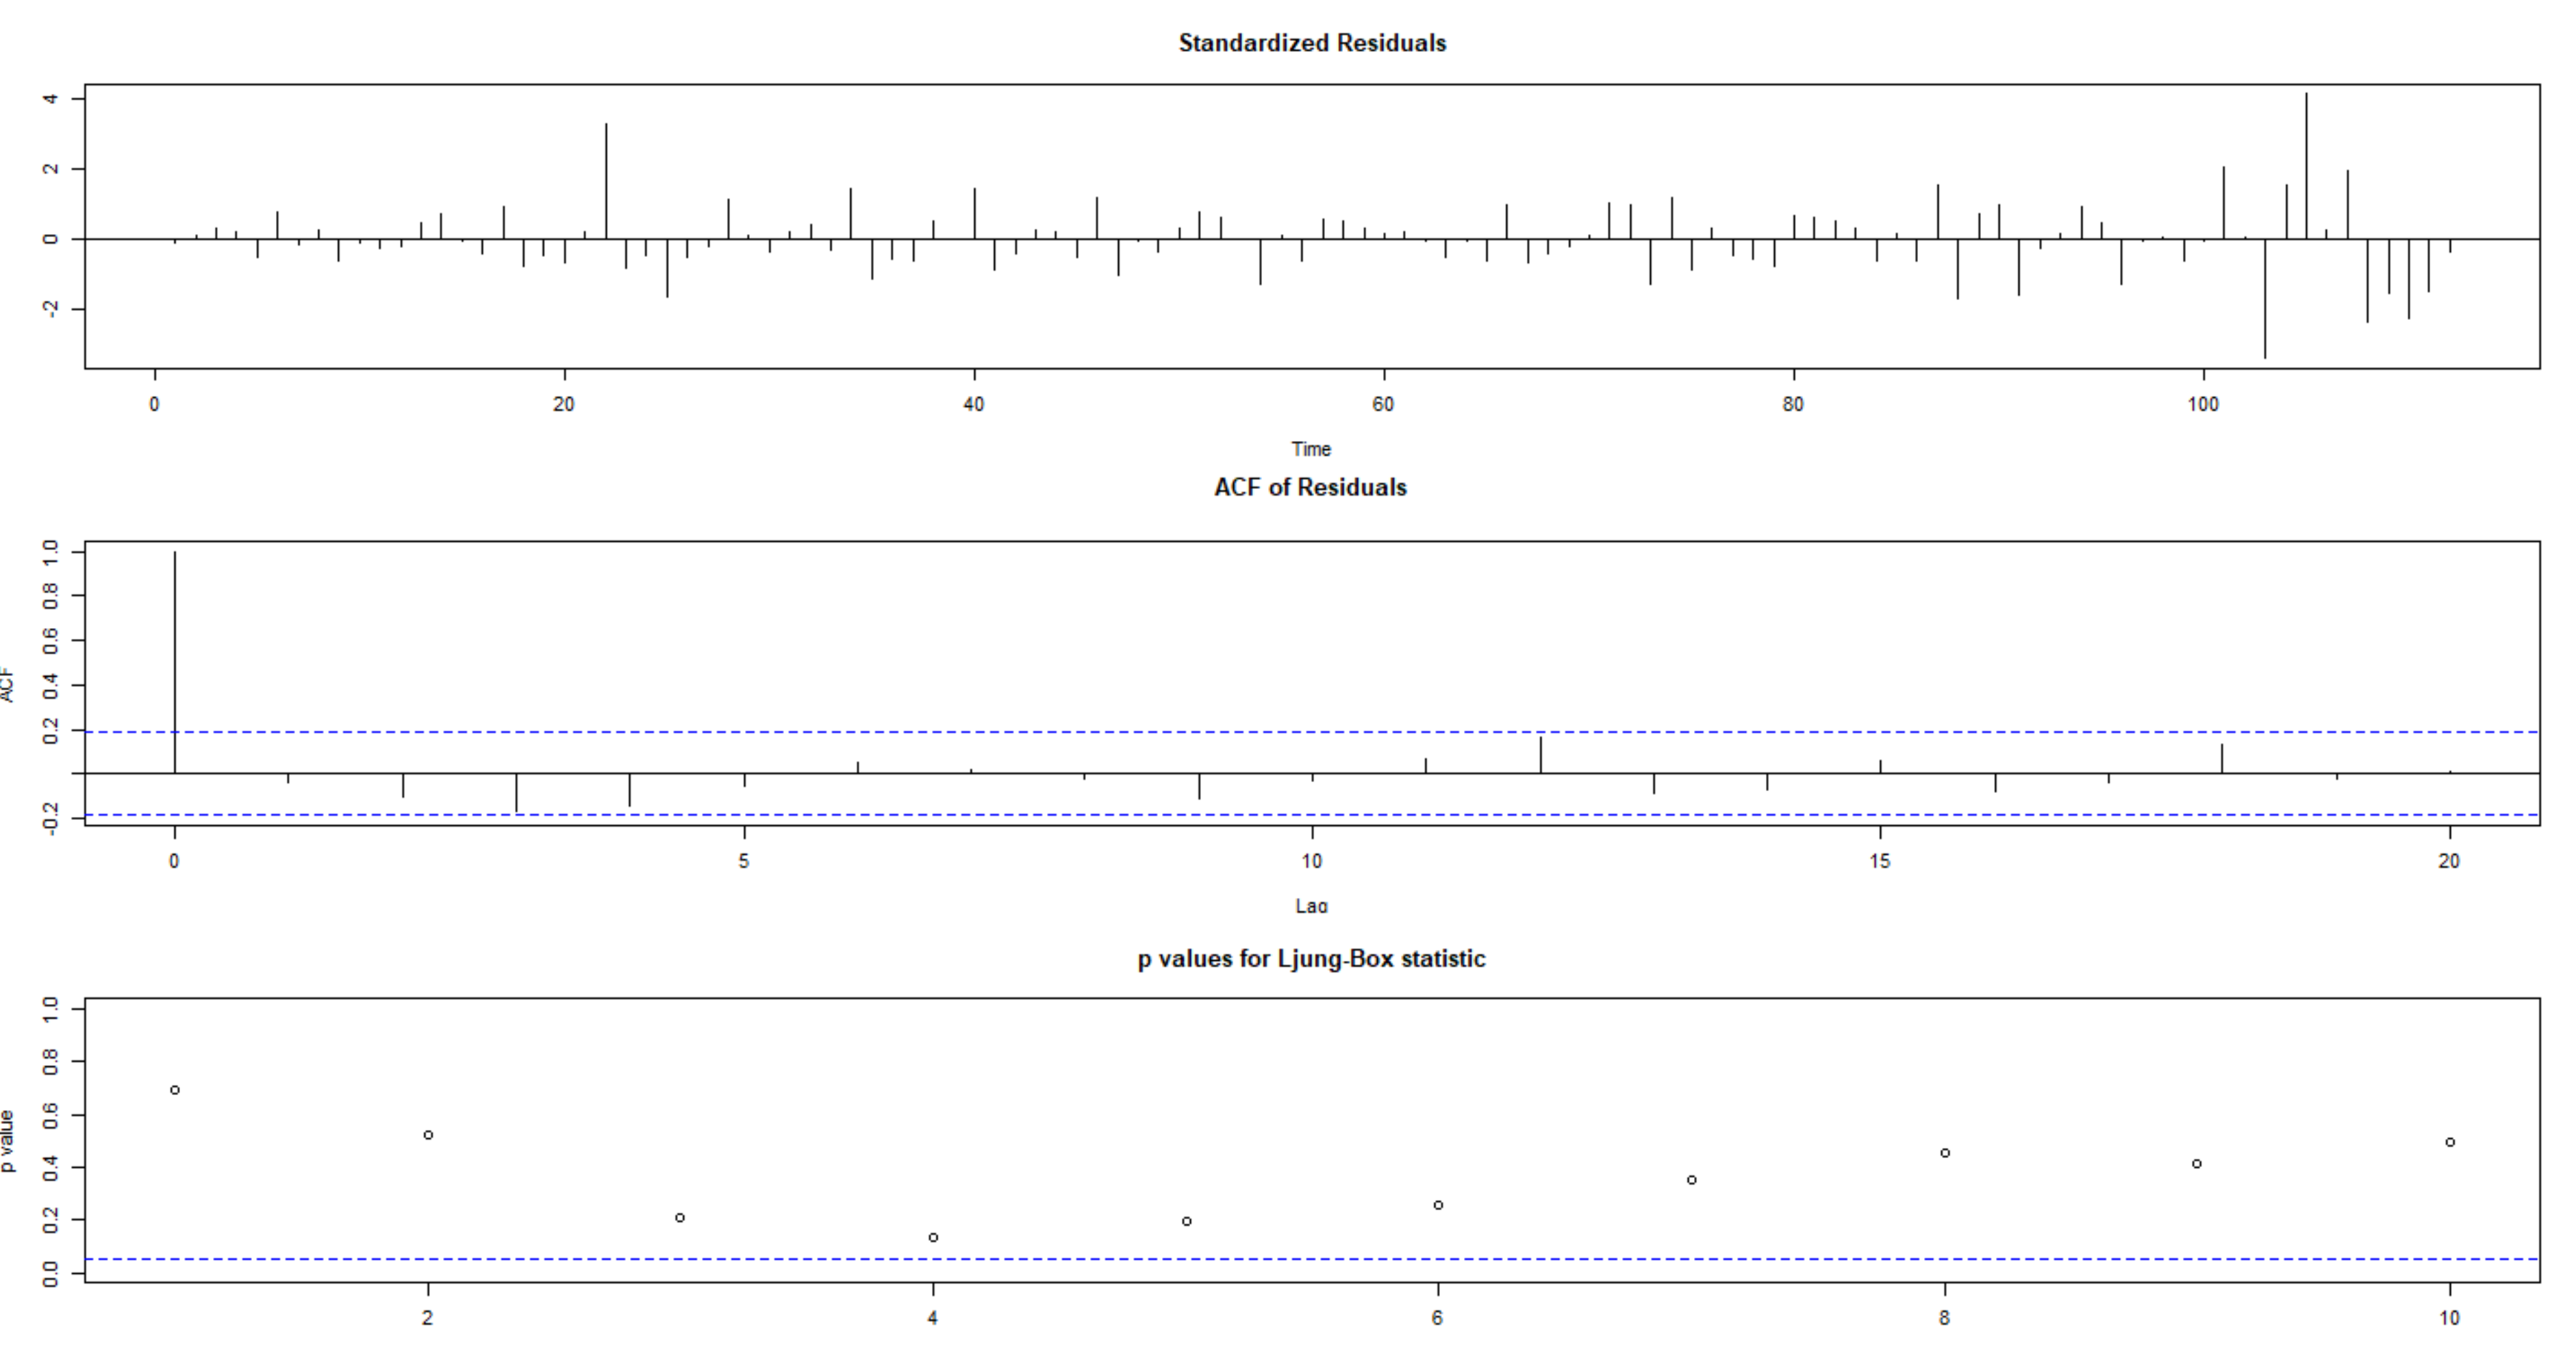 Standardized Residuals
4
2
0
-2
0 20 40 60 80 100
Time
ACF of Residuals
1.0
0.8
0.6
0.4
0.2
-0.2
ACF
0 5 10 15 20
Lag
p values for Ljung-Box statistic
1.0
0.8
0.6
0.4
0.2
0.0
p value
2 4 6 8 10